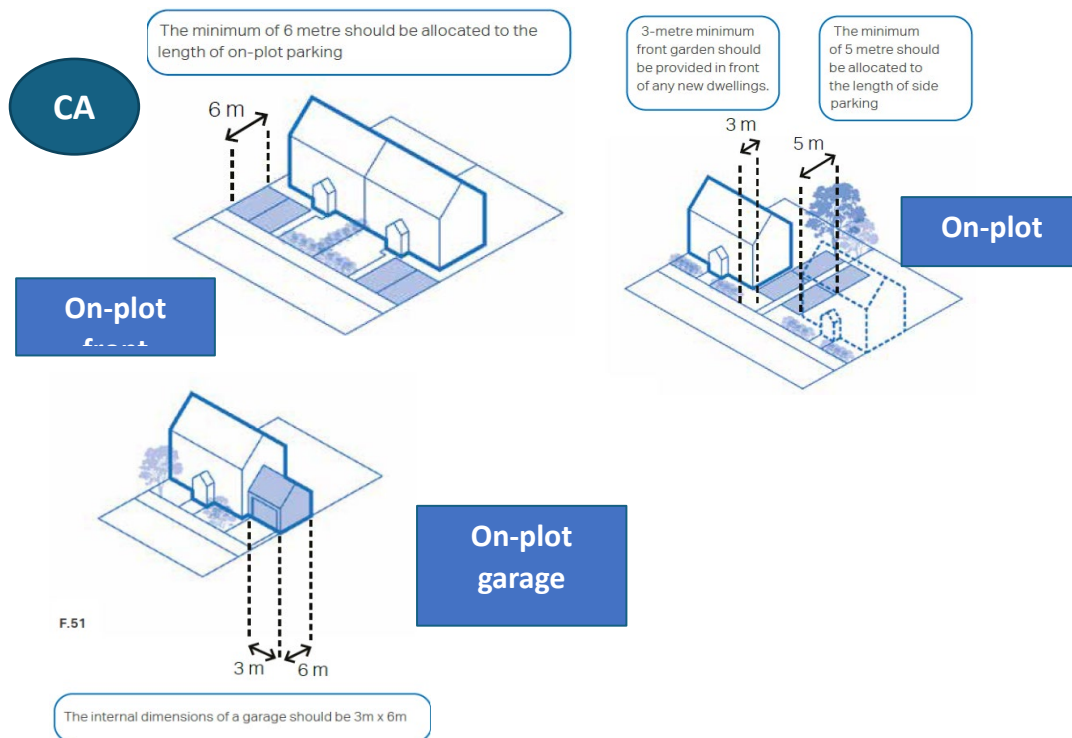 The minimum of 6 metre should be allocated to the
length of on-plot parking
3-metre minimum
front garden should
be provided in front
of any new dwellings.
The minimum
of 5 metre should
be allocated to
the length of side
parking
CA
6 m
3 m
5 m
On-plot
On-plot
front
On-plot
garage
F.51
3 m
6 m
The internal dimensions of a garage should be 3m x 6m